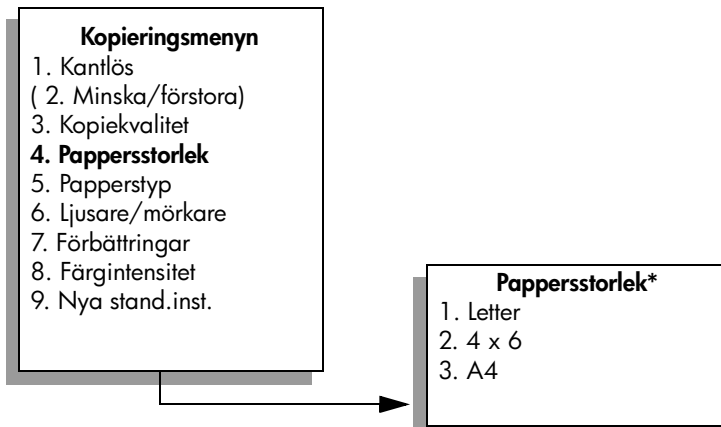 Kopieringsmenyn
1. Kantlös
( 2. Minska/förstora)
3. Kopiekvalitet
4. Pappersstorlek
5. Papperstyp
6. Ljusare/mörkare
7. Förbättringar
8. Färgintensitet
9. Nya stand.inst.
Pappersstorlek*
1. Letter
2. 4 x 6
3. A4